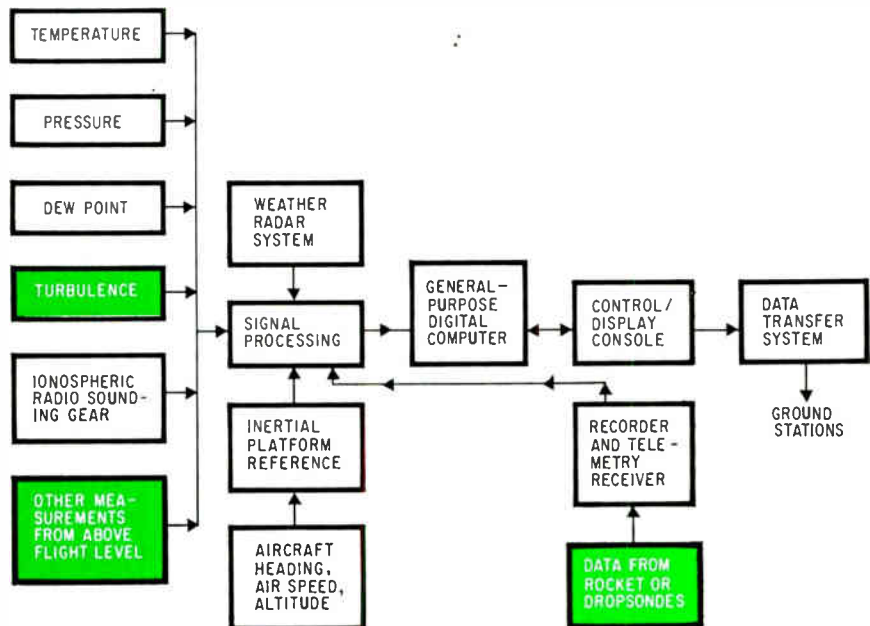 TEMPERATURE
PRESSURE
DEW POINT
TURBULENCE
IONOSPHERIC
RADIO SOUND-
ING GEAR
OTHER MEA-
SUREMENTS
FROM ABOVE
FLIGHT LEVEL
WEATHER
RADAR
SYSTEM
SIGNAL
PROCESSING
INERTIAL
PLATFORM
REFERENCE
AIRCRAFT
HEADING,
AIR SPEED,
ALTITUDE
GENERAL-
PURPOSE
DIGITAL
COMPUTER
CONTROL/
DISPLAY
CONSOLE
RECORDER
AND TELE-
METRY
RECEIVER
DATA FROM
ROCKET OR
DROPSONDES
DATA
TRANSFER
SYSTEM
GROUND
STATIONS